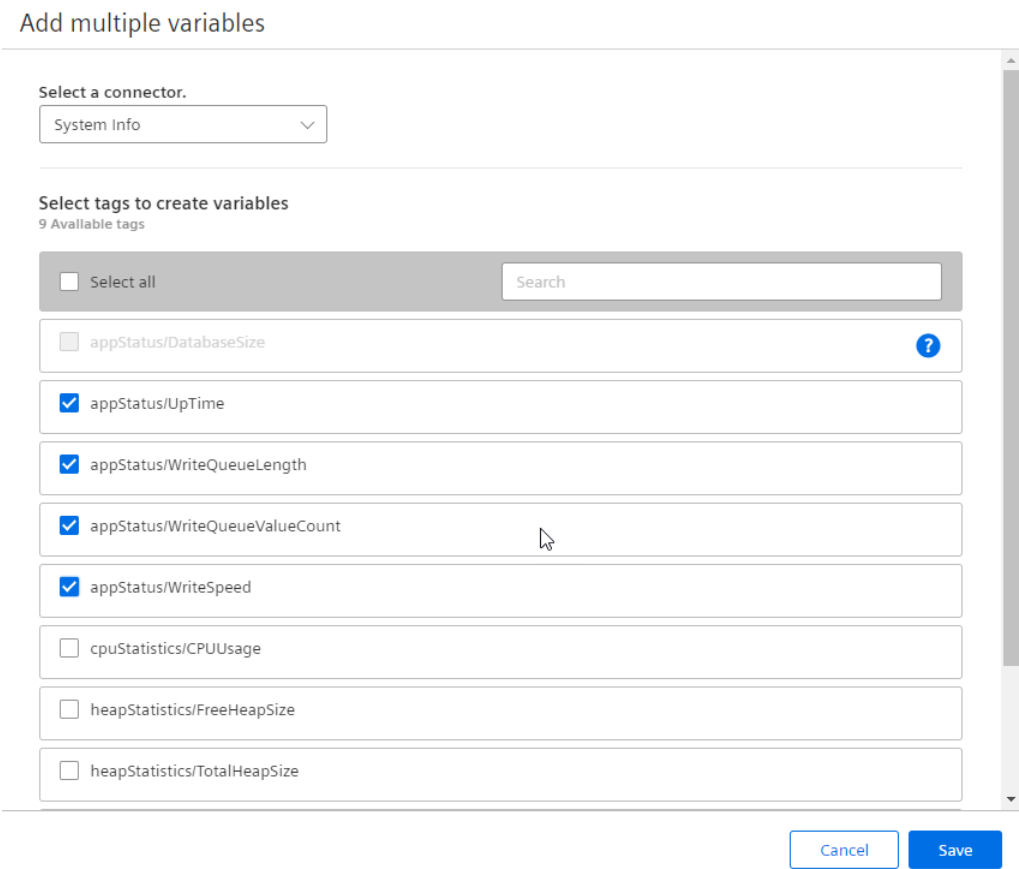 Add multiple variables
Select a connector.
System Info
Select tags to create variables
9 Available tags
Select all
Search
appStatus/DatabaseSize
?
appStatus/UpTime
appStatus/WriteQueueLength
appStatus/WriteQueueValueCount
appStatus/WriteSpeed
cpuStatistics/CPUUsage
heapStatistics/FreeHeapSize
heapStatistics/TotalHeapSize
Cancel
Save